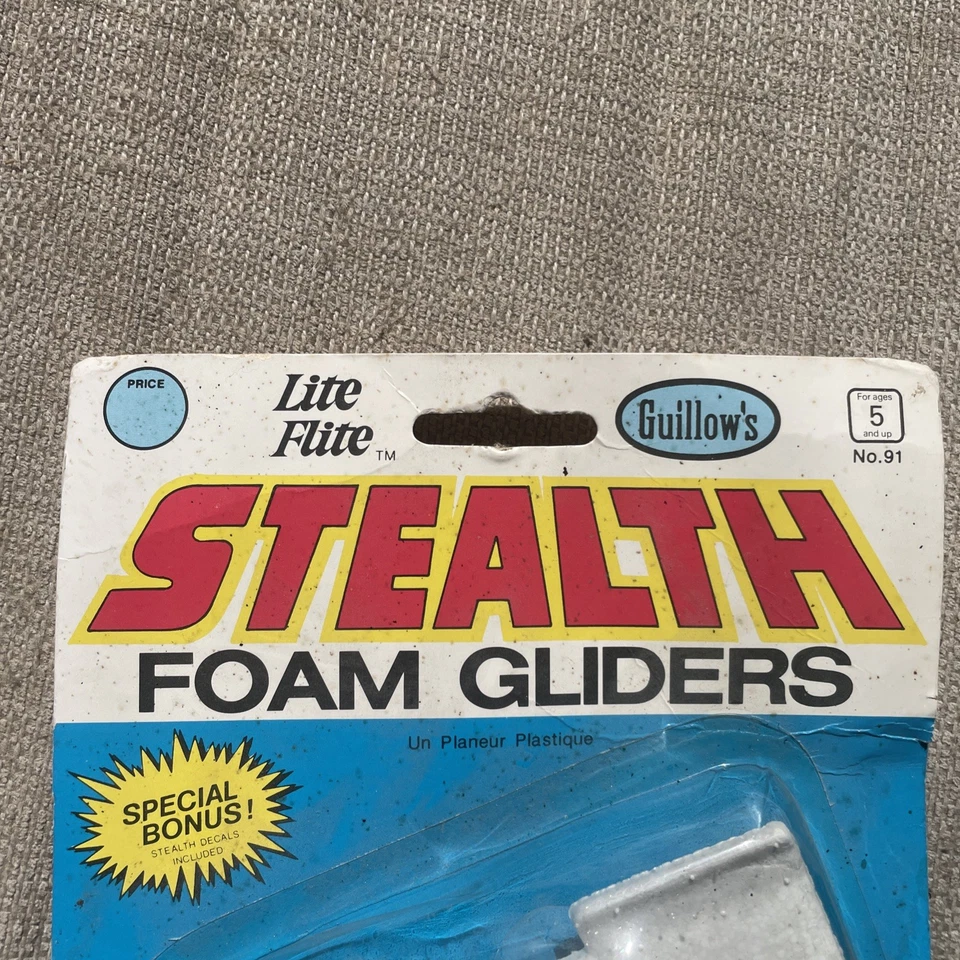 PRICE
Lite
Flite TM
Guillow's
For ages
5
and up
No.91
STEALTH
FOAM GLIDERS
Un Planeur Plastique
SPECIAL
BONUS!
STEALTH DECALS
INCLUDED